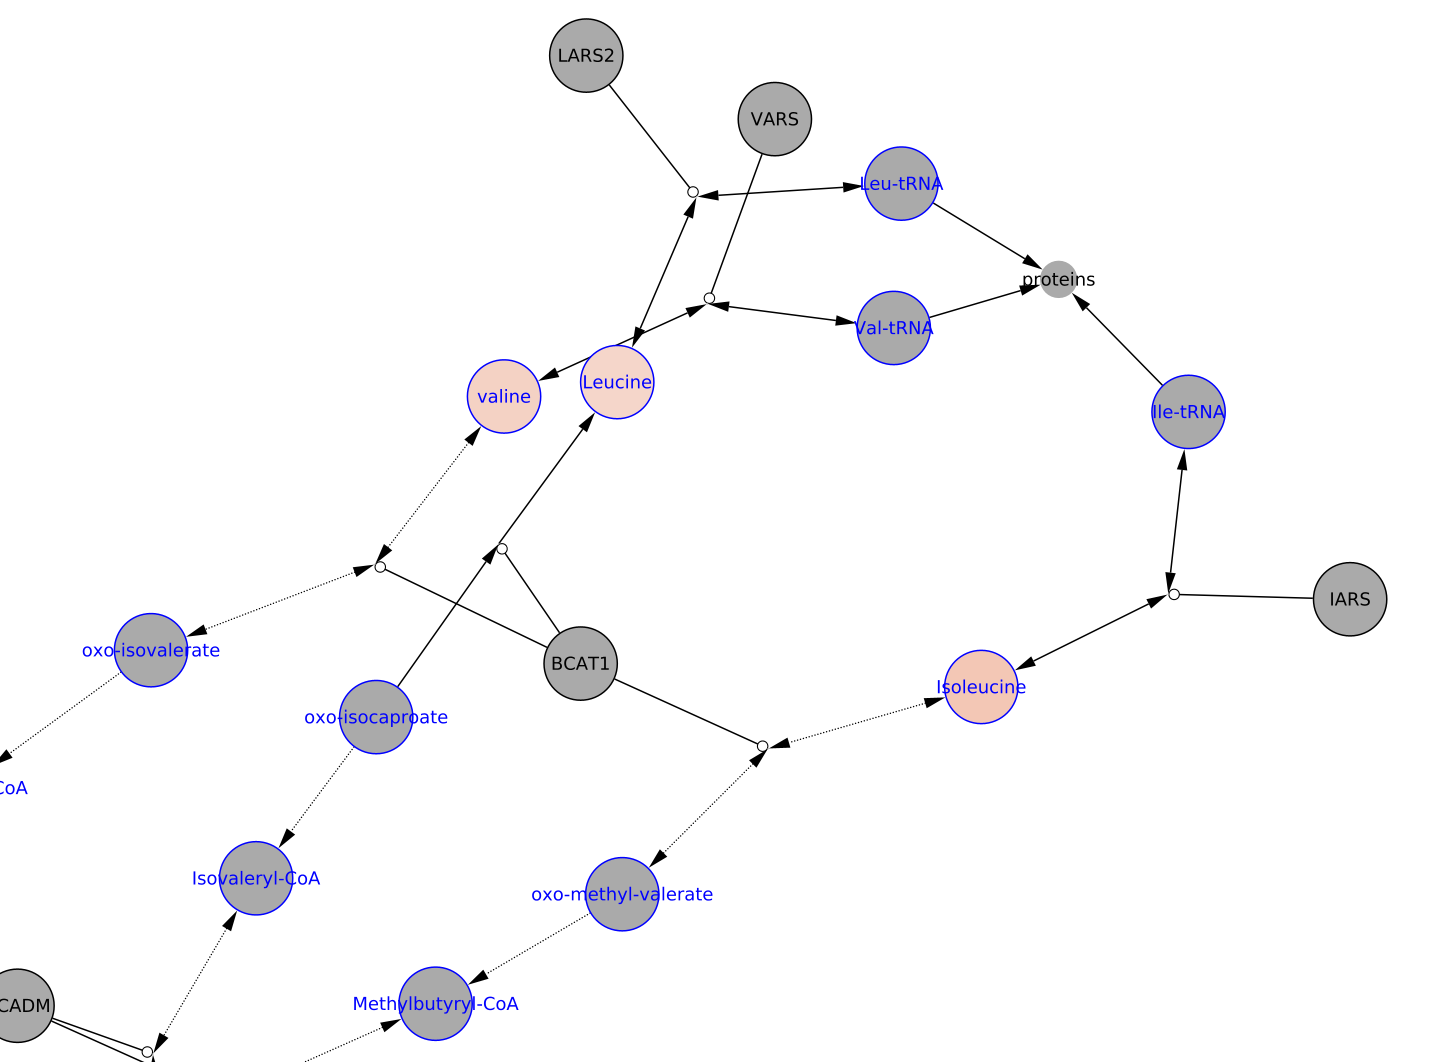 LARS2
VARS
Leu-tRNA
proteins
Val-tRNA
Leucine
valine
Ile-tRNA
IARS
oxo-isovalerate
BCAT1
Isoleucine
oxo-isocaproate
CoA
Isovaleryl-CoA
oxo-methyl-valerate
Methylbutyryl-CoA
CADM